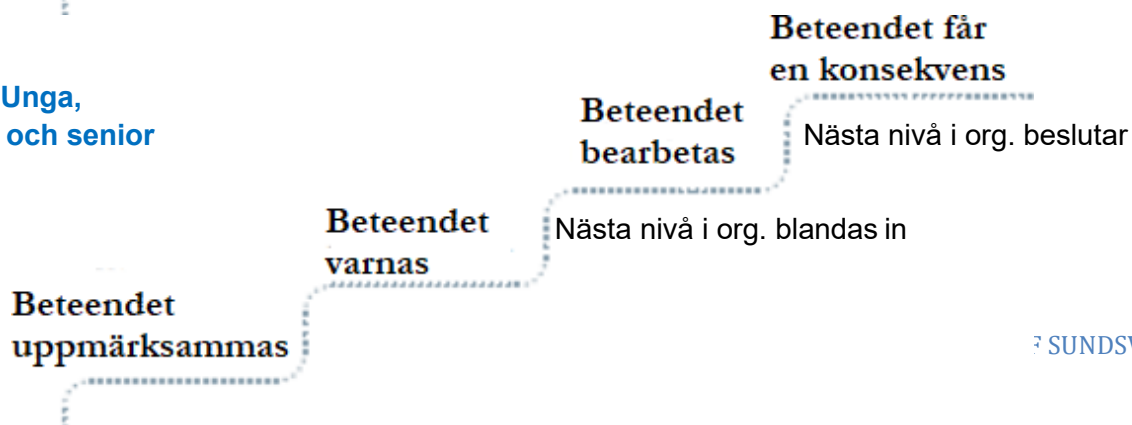 Beteendet får
en konsekvens
Unga,
och senior
Beteendet
bearbetas
Nästa nivå i org. beslutar
Beteendet
varnas
Nästa nivå i org. blandas in
Beteendet
uppmärksammas